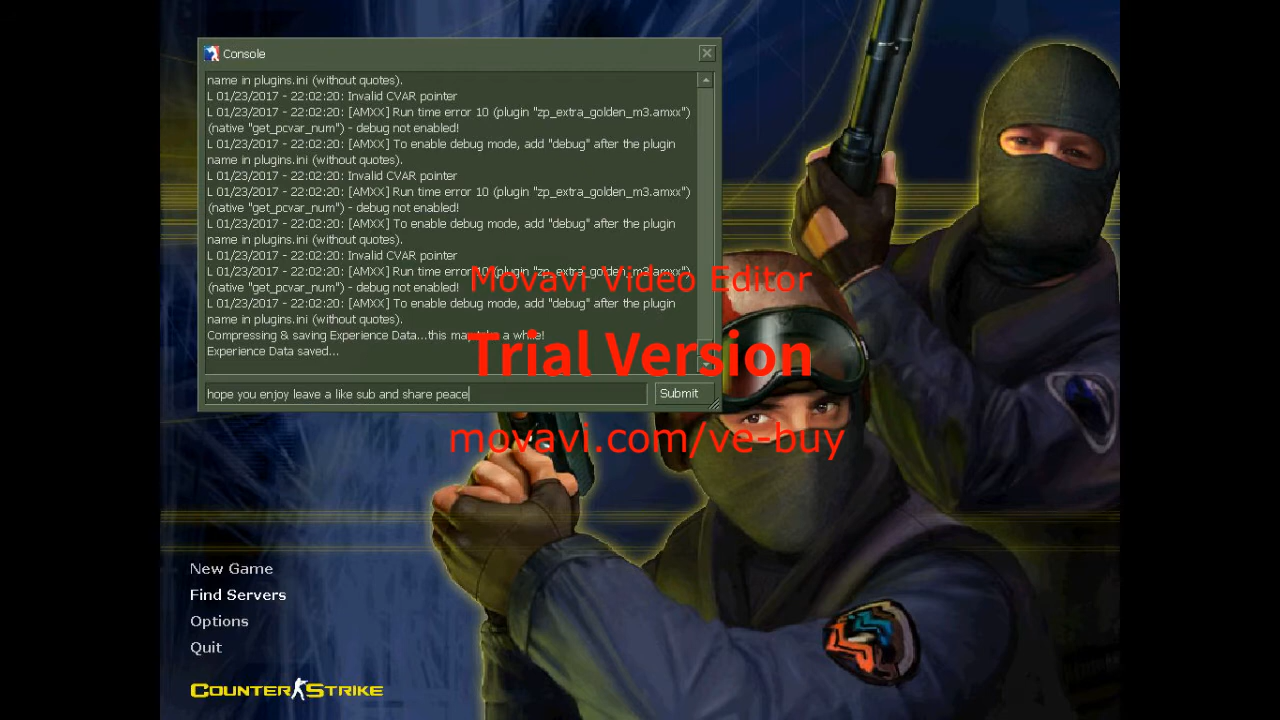 Console
name in plugins.ini (without quotes).
L 01/23/2017 - 22:02:20: Invalid CVAR pointer
L 01/23/2017 - 22:02:20: [AMXX] Run time error 10 (plugin "zp_extra_golden_m3.amxx")
(native "get_pcvar_num") - debug not enabled!
L 01/23/2017 - 22:02:20: [AMXX] To enable debug mode, add "debug" after the plugin
name in plugins.ini (without quotes).
L 01/23/2017 - 22:02:20: Invalid CVAR pointer
L 01/23/2017 - 22:02:20: [AMXX] Run time error 10 (plugin "zp_extra_golden_m3.amxx")
(native "get_pcvar_num") - debug not enabled!
L 01/23/2017 - 22:02:20: [AMXX] To enable debug mode, add "debug" after the plugin
name in plugins.ini (without quotes).
L 01/23/2017 - 22:02:20: Invalid CVAR pointer
L 01/23/2017 - 22:02:20: [AMXX] Run time error 10 (plugin "zp_extra_golden_m3.amxx")
(native "get_pcvar_num") - debug not enabled!
L 01/23/2017 - 22:02:20: [AMXX] To enable debug mode, add "debug" after the plugin
name in plugins.ini (without quotes).
Compressing & saving Experience Data...this may take a while!
Experience Data saved...
hope you enjoy leave a like sub and share peace
Submit
Movavi Video Editor
Trial Version
movavi.com/ve-buy
New Game
Find Servers
Options
Quit
COUNTER STRIKE